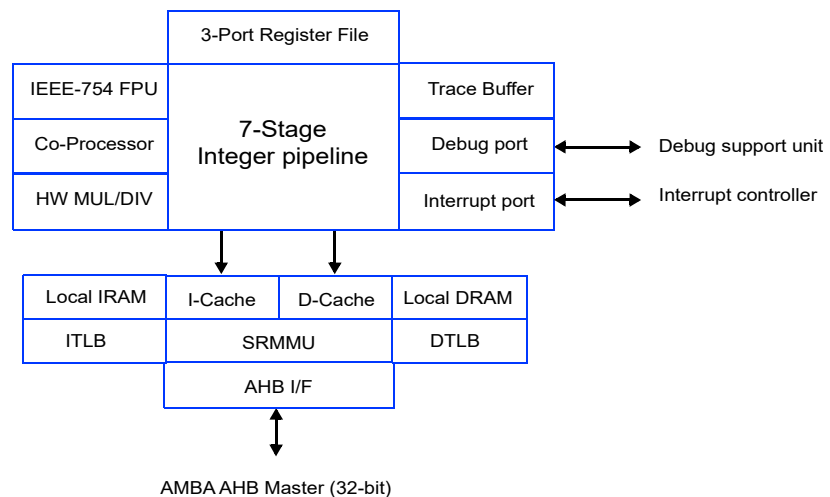 3-Port Register File
IEEE-754 FPU
Trace Buffer
7-Stage
Integer pipeline
Co-Processor
Debug port
Debug support unit
HW MUL/DIV
Interrupt port
Interrupt controller
Local IRAM
I-Cache
D-Cache
Local DRAM
ITLB
SRMMU
DTLB
AHB I/F
AMBA AHB Master (32-bit)